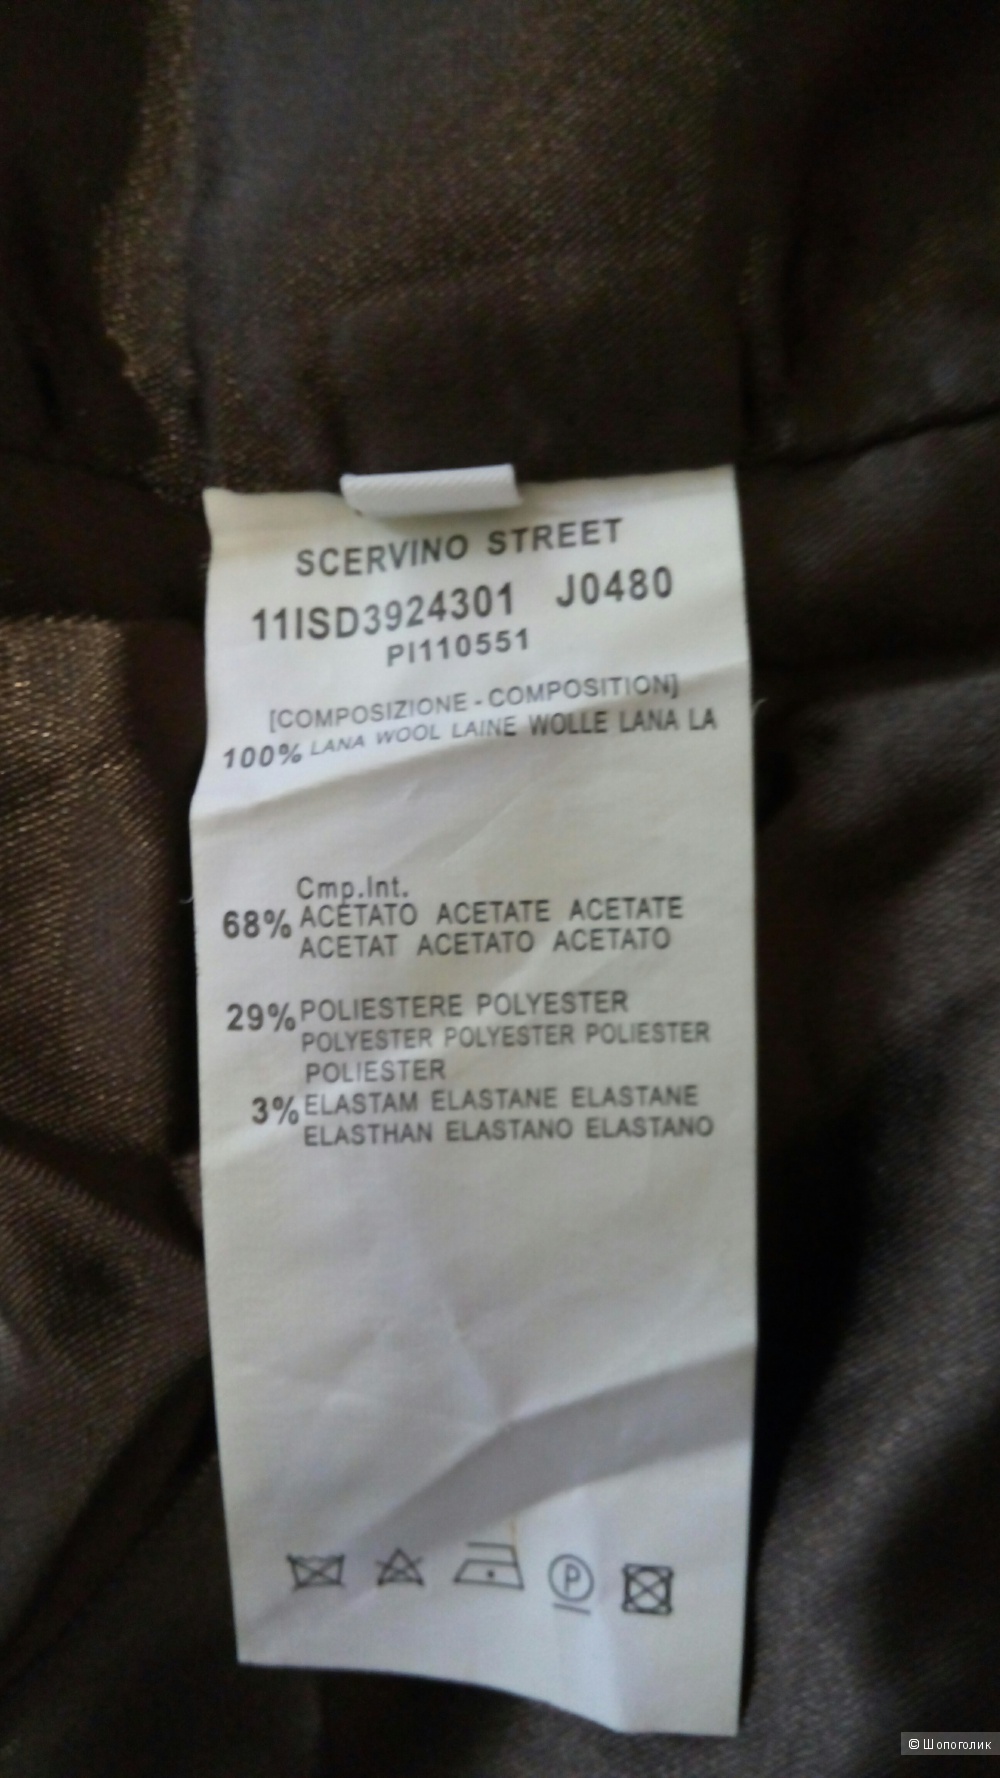 SCERVINO STREET
11ISD3924301 J0480
PI110551
[COMPOSIZIONE - COMPOSITION]
100% LANA WOOL LAINE WOLLE LANA LA
Cmp.Int.
68% ACETATO ACETATE ACETATE
ACETAT ACETATO ACETATO
29% POLIESTERE POLYESTER
POLYESTER POLYESTER POLIESTER
POLIESTER
3% ELASTAM ELASTANE ELASTANE
ELASTHAN ELASTANO ELASTANO
P
© Шопоголик